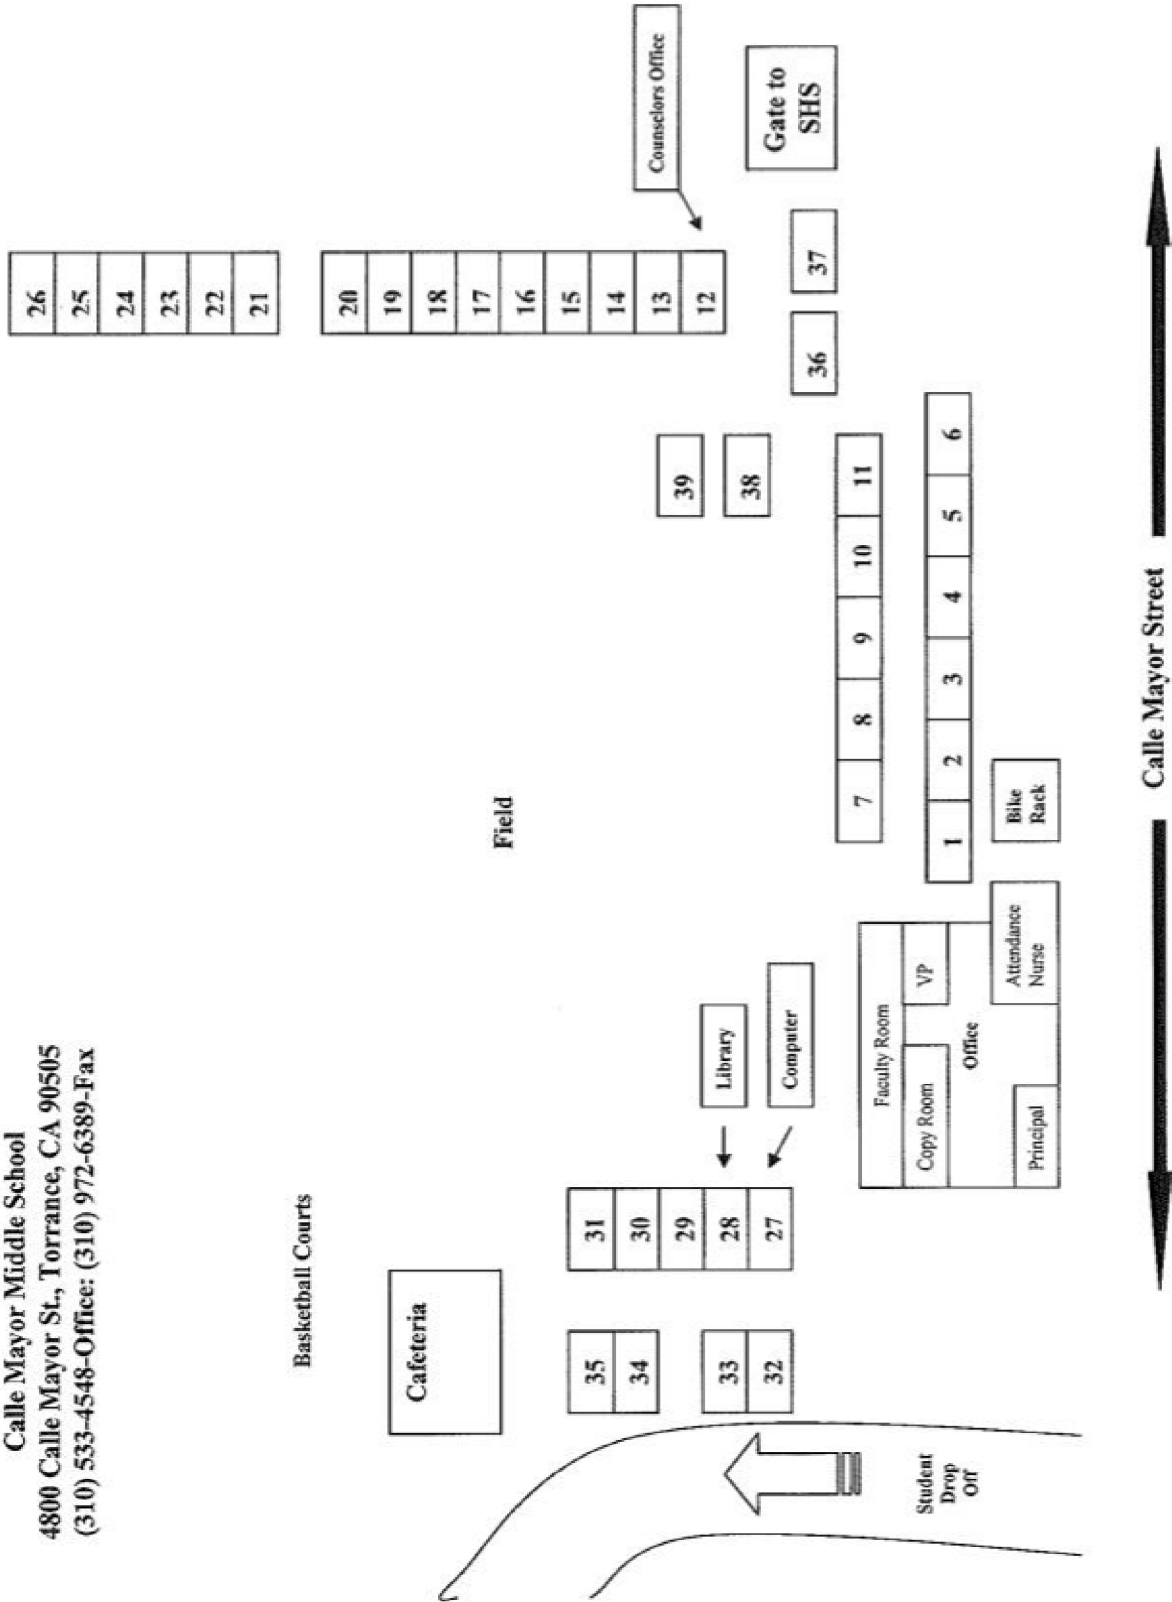 Calle Mayor Middle School
4800 Calle Mayor St., Torrance, CA 90505
(310) 533-4548-Office: (310) 972-6389-Fax
Basketball Courts
Cafeteria
Field
26
25
24
23
22
21
20
19
18
17
16
15
14
13
12
Counselors Office
Gate to
SHS
35
34
33
32
31
30
29
28
27
Library
Computer
39
38
36
37
7
8
9
10
11
1
2
3
4
5
6
Faculty Room
Copy Room
VP
Office
Principal
Attendance
Nurse
Bike
Rack
Student
Drop
Off
Calle Mayor Street